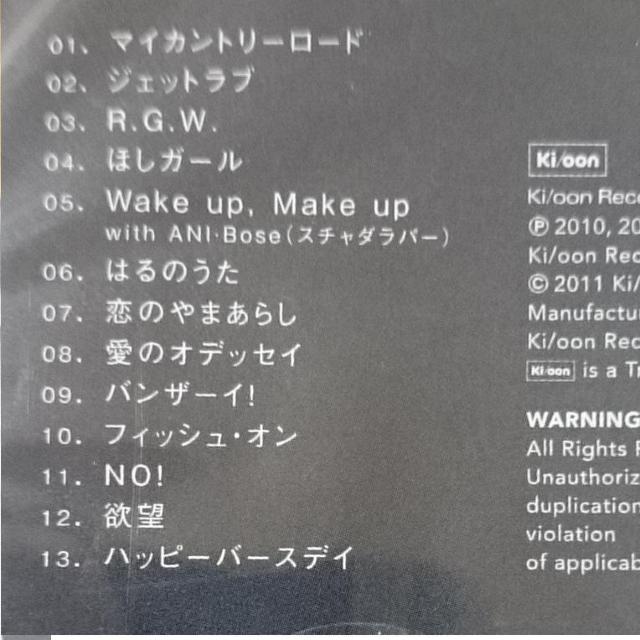 01. マイカントリーロード
02. ジェットラブ
03. R.G.W.
04. ほしガール
05. Wake up, Make up
with ANI·Bose(スチャダラパー)
06. はるのうた
07. 恋のやまあらし
08. 愛のオデッセイ
09. バンザーイ!
10. フィッシュ·オン
11. NO!
12. 欲望
13. ハッピーバースデイ
Ki/oon
Ki/oon Reco
Ⓟ 2010, 20
Ki/oon Rec
© 2011 Ki/
Manufactu
Ki/oon Rec
Ki/oon is a Tr
WARNING
All Rights R
Unauthoriz
duplication
violation
of applicab